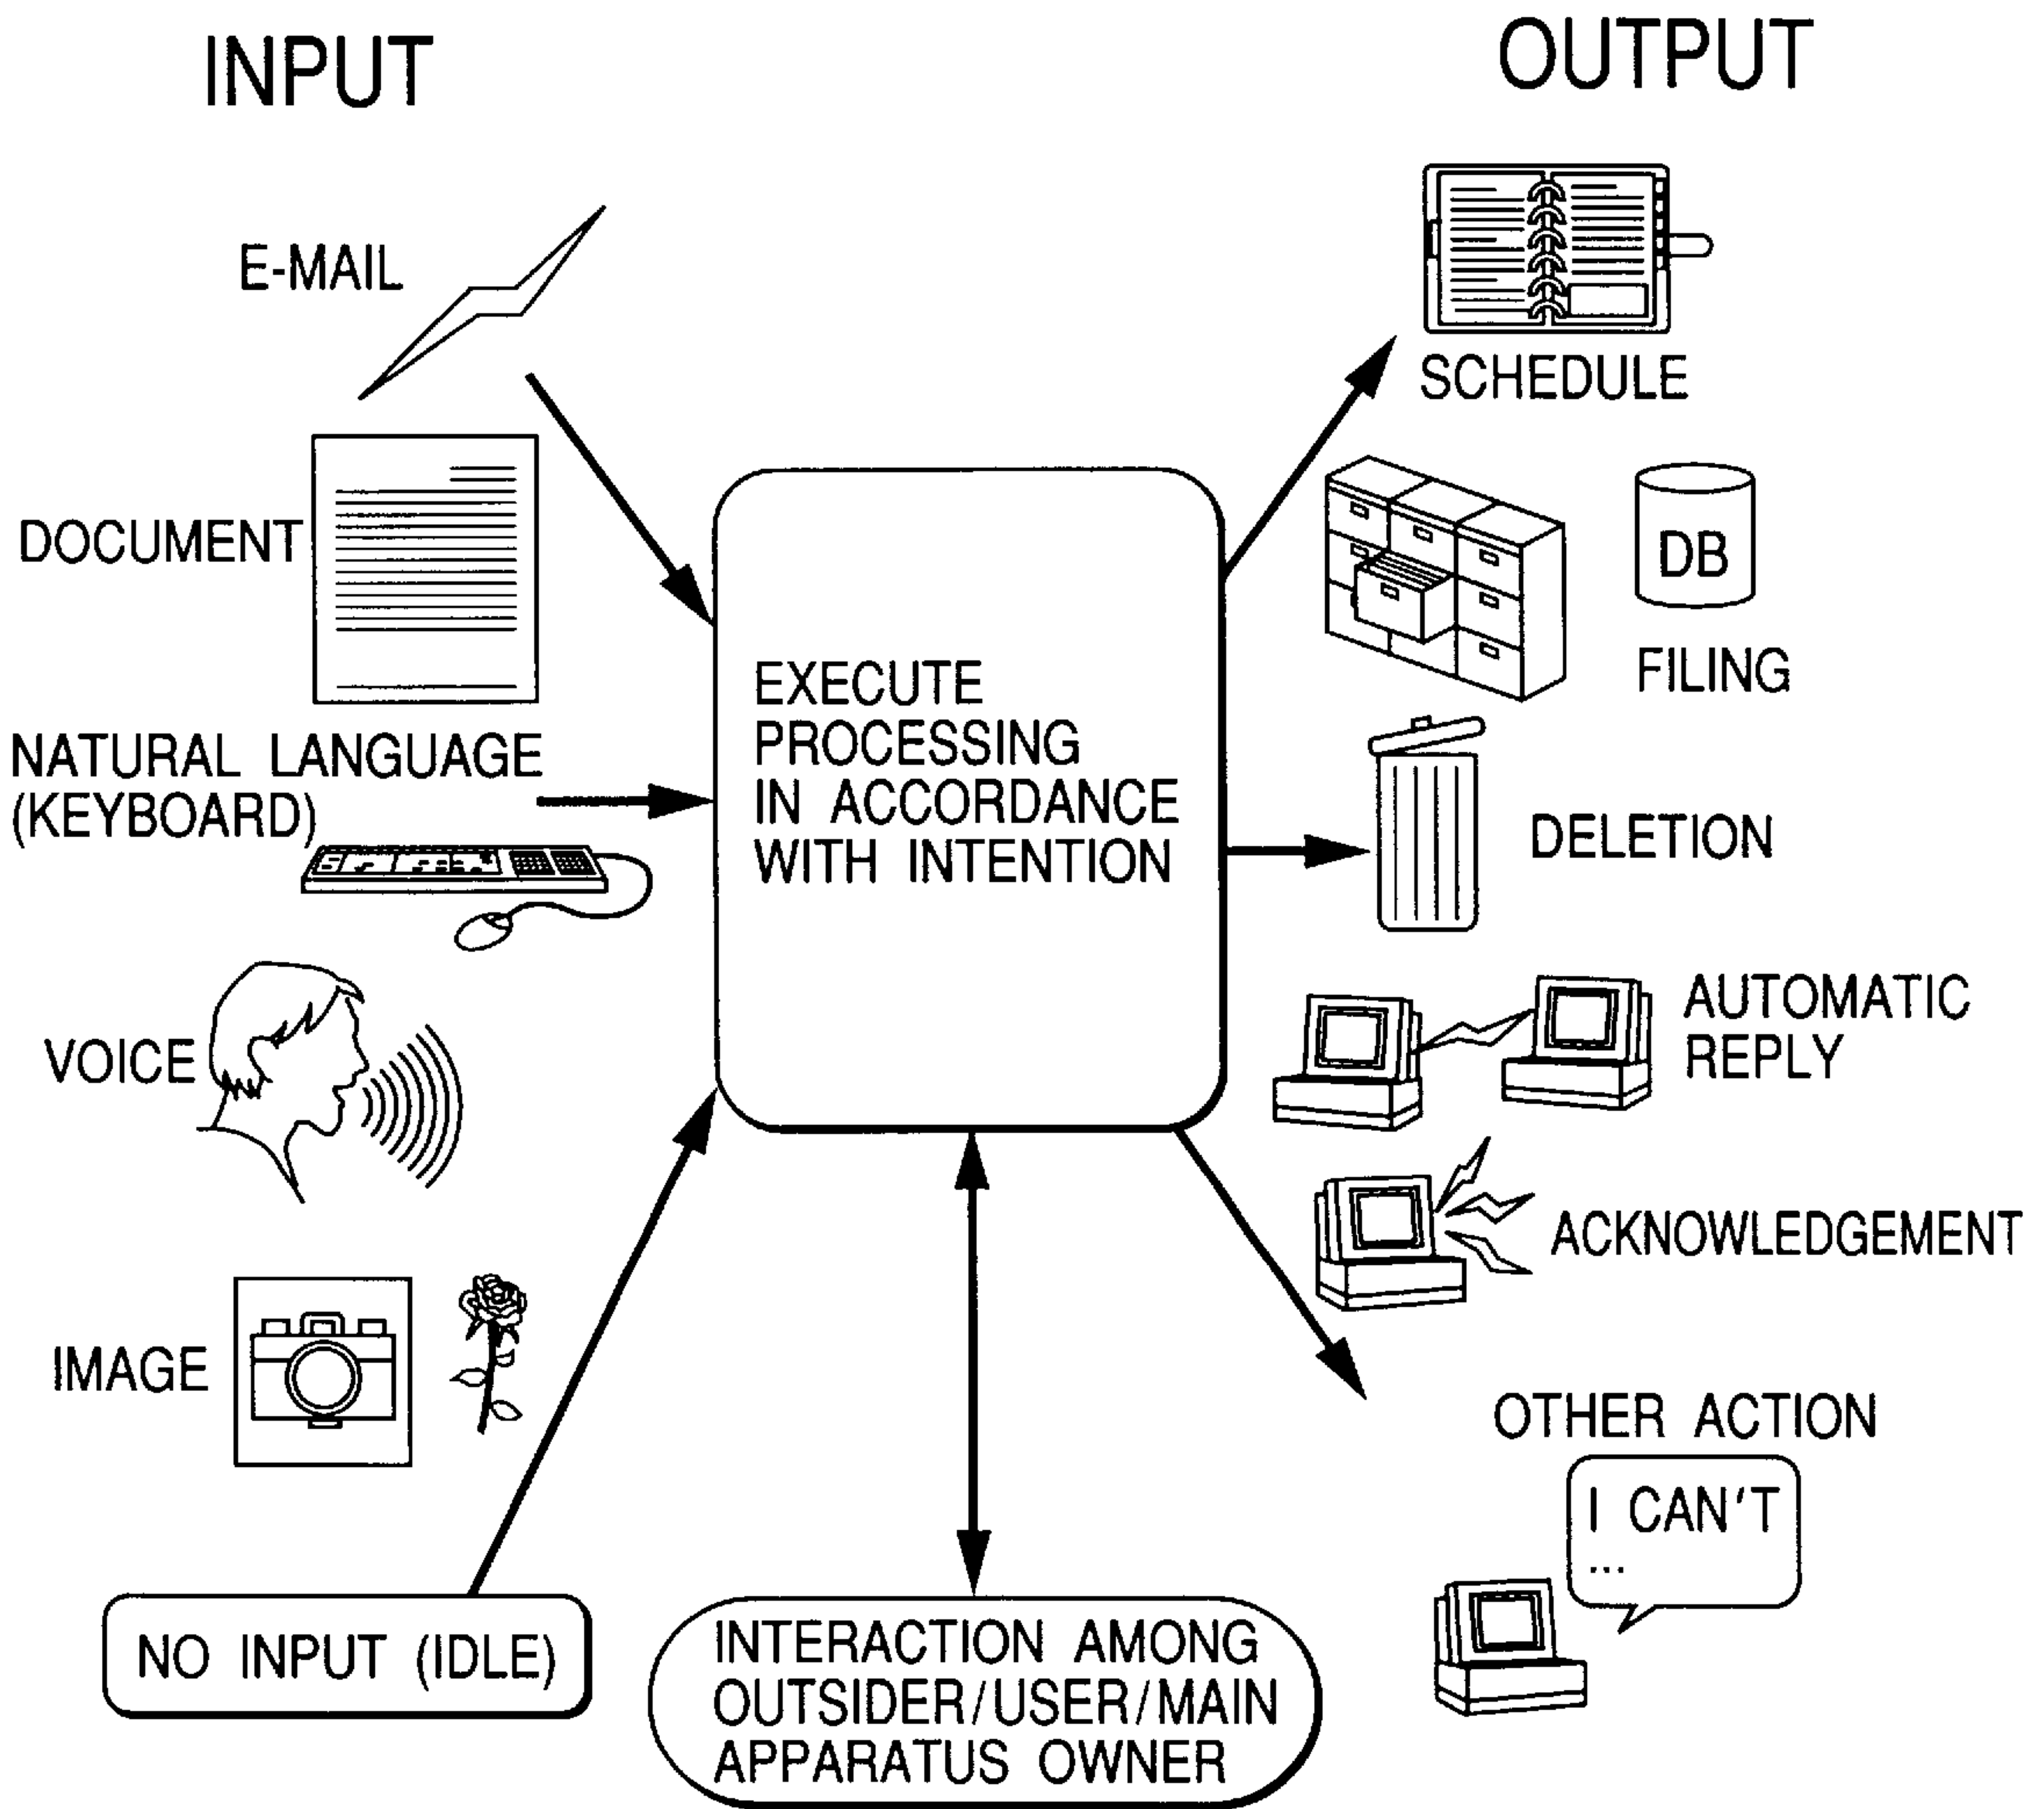 INPUT
OUTPUT
E-MAIL
DOCUMENT
NATURAL LANGUAGE
(KEYBOARD)
VOICE
IMAGE
NO INPUT (IDLE)
EXECUTE
PROCESSING
IN ACCORDANCE
WITH INTENTION
INTERACTION AMONG
OUTSIDER/USER/MAIN
APPARATUS OWNER
SCHEDULE
DB
FILING
DELETION
AUTOMATIC
REPLY
ACKNOWLEDGEMENT
OTHER ACTION
I CAN'T
...